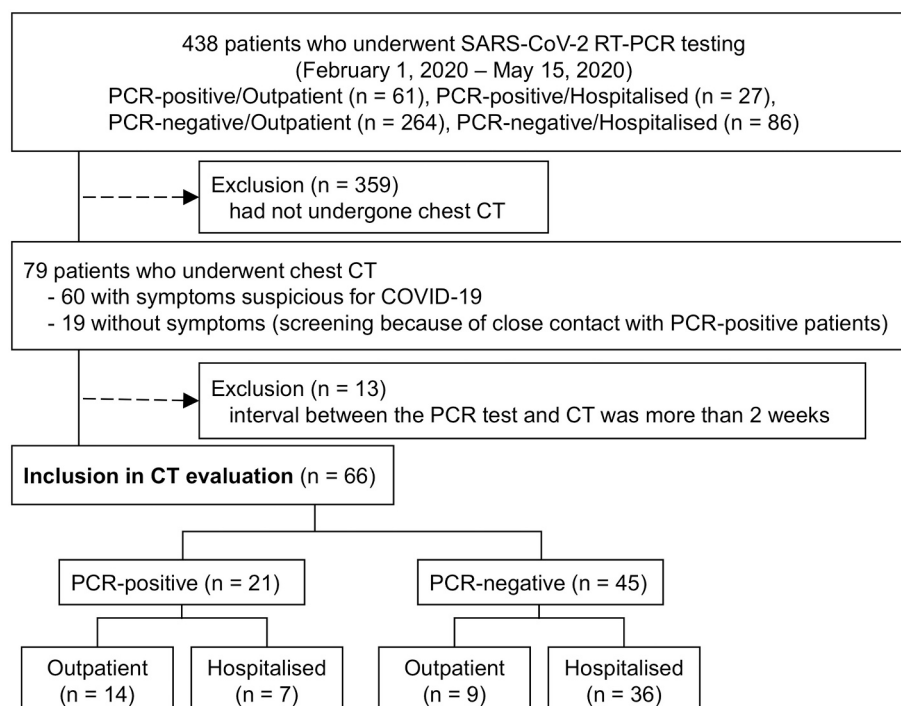 438 patients who underwent SARS-CoV-2 RT-PCR testing
(February 1, 2020 – May 15, 2020)
PCR-positive/Outpatient (n = 61), PCR-positive/Hospitalised (n = 27),
PCR-negative/Outpatient (n = 264), PCR-negative/Hospitalised (n = 86)
Exclusion (n = 359)
had not undergone chest CT
79 patients who underwent chest CT
- 60 with symptoms suspicious for COVID-19
- 19 without symptoms (screening because of close contact with PCR-positive patients)
Exclusion (n = 13)
interval between the PCR test and CT was more than 2 weeks
Inclusion in CT evaluation (n = 66)
PCR-positive (n = 21)
PCR-negative (n = 45)
Outpatient
(n = 14)
Hospitalised
(n = 7)
Outpatient
(n = 9)
Hospitalised
(n = 36)